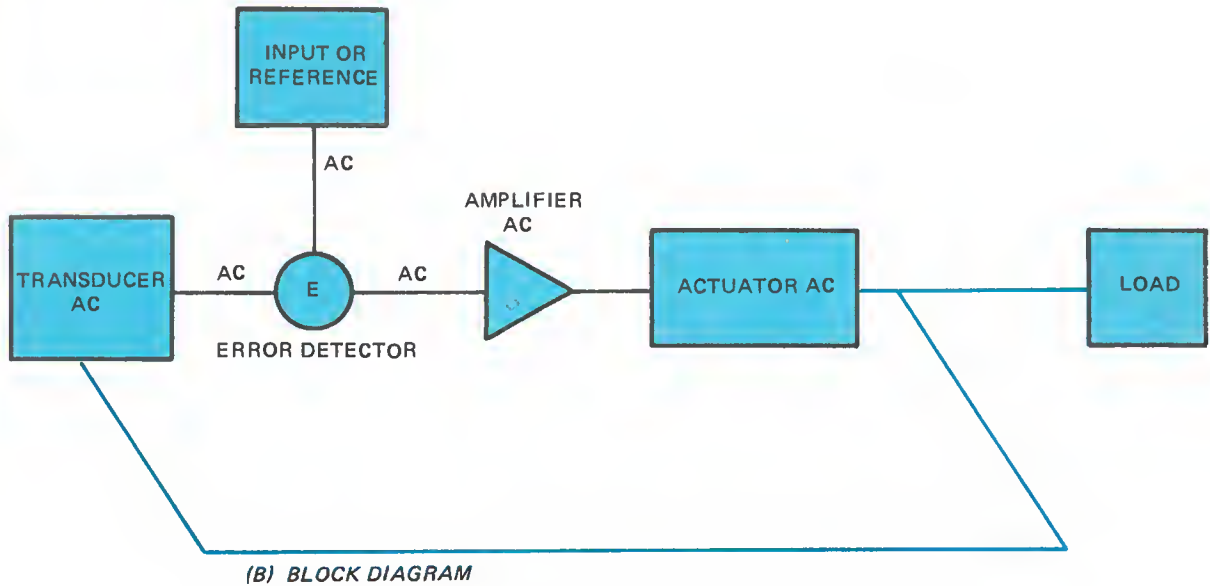 INPUT OR
REFERENCE
AC
AMPLIFIER
AC
TRANSDUCER
AC
AC
E
AC
ACTUATOR AC
LOAD
ERROR DETECTOR
(B) BLOCK DIAGRAM